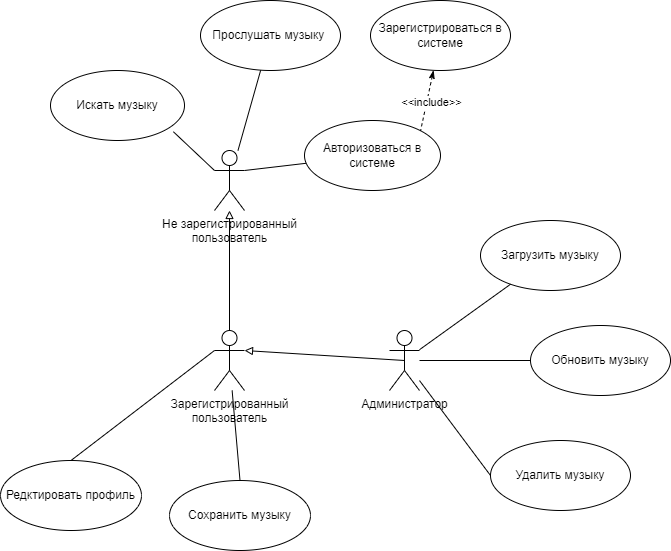 Прослушать музыку
Зарегистрироваться в
системе
Искать музыку
<<include>>
Авторизоваться в
системе
Не зарегистрированный
пользователь
Загрузить музыку
Обновить музыку
Зарегистрированный
пользователь
Администратор
Удалить музыку
Редктировать профиль
Сохранить музыку